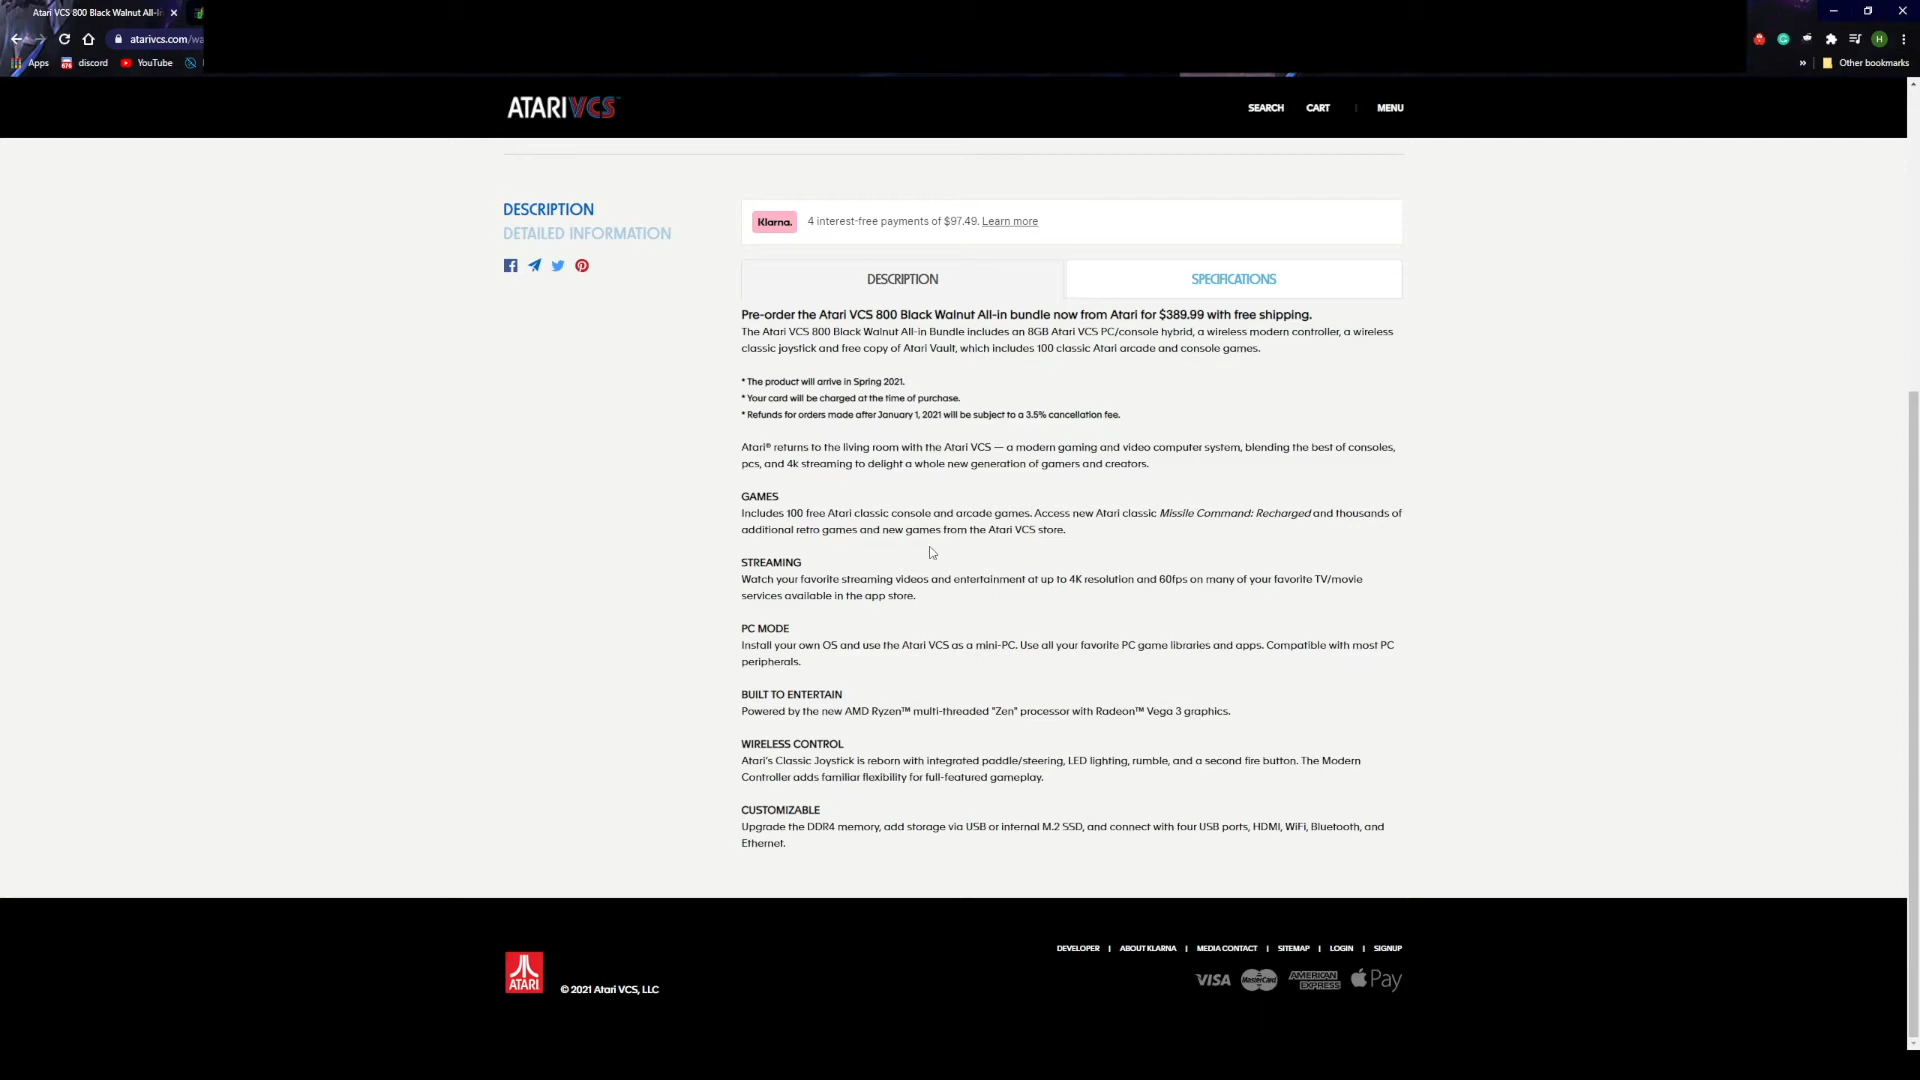 Atari VCS 800 Black Walnut All-in
atarivcs.com/wa
Apps discord YouTube
Other bookmarks
H
ATARI VCS™
SEARCH CART | MENU
DESCRIPTION
DETAILED INFORMATION
Klarna. 4 interest-free payments of $97.49. Learn more
DESCRIPTION SPECIFICATIONS
Pre-order the Atari VCS 800 Black Walnut All-in bundle now from Atari for $389.99 with free shipping.
The Atari VCS 800 Black Walnut All-in Bundle includes an 8GB Atari VCS PC/console hybrid, a wireless modern controller, a wireless
classic joystick and free copy of Atari Vault, which includes 100 classic Atari arcade and console games.
* The product will arrive in Spring 2021.
* Your card will be charged at the time of purchase.
* Refunds for orders made after January 1, 2021 will be subject to a 3.5% cancellation fee.
Atari® returns to the living room with the Atari VCS — a modern gaming and video computer system, blending the best of consoles,
pcs, and 4k streaming to delight a whole new generation of gamers and creators.
GAMES
Includes 100 free Atari classic console and arcade games. Access new Atari classic Missile Command: Recharged and thousands of
additional retro games and new games from the Atari VCS store.
STREAMING
Watch your favorite streaming videos and entertainment at up to 4K resolution and 60fps on many of your favorite TV/movie
services available in the app store.
PC MODE
Install your own OS and use the Atari VCS as a mini-PC. Use all your favorite PC game libraries and apps. Compatible with most PC
peripherals.
BUILT TO ENTERTAIN
Powered by the new AMD Ryzen™ multi-threaded "Zen" processor with Radeon™ Vega 3 graphics.
WIRELESS CONTROL
Atari's Classic Joystick is reborn with integrated paddle/steering, LED lighting, rumble, and a second fire button. The Modern
Controller adds familiar flexibility for full-featured gameplay.
CUSTOMIZABLE
Upgrade the DDR4 memory, add storage via USB or internal M.2 SSD, and connect with four USB ports, HDMI, WiFi, Bluetooth, and
Ethernet.
DEVELOPER | ABOUT KLARNA | MEDIA CONTACT | SITEMAP | LOGIN | SIGNUP
VISA MasterCard AMERICAN EXPRESS Pay
ATARI
© 2021 Atari VCS, LLC